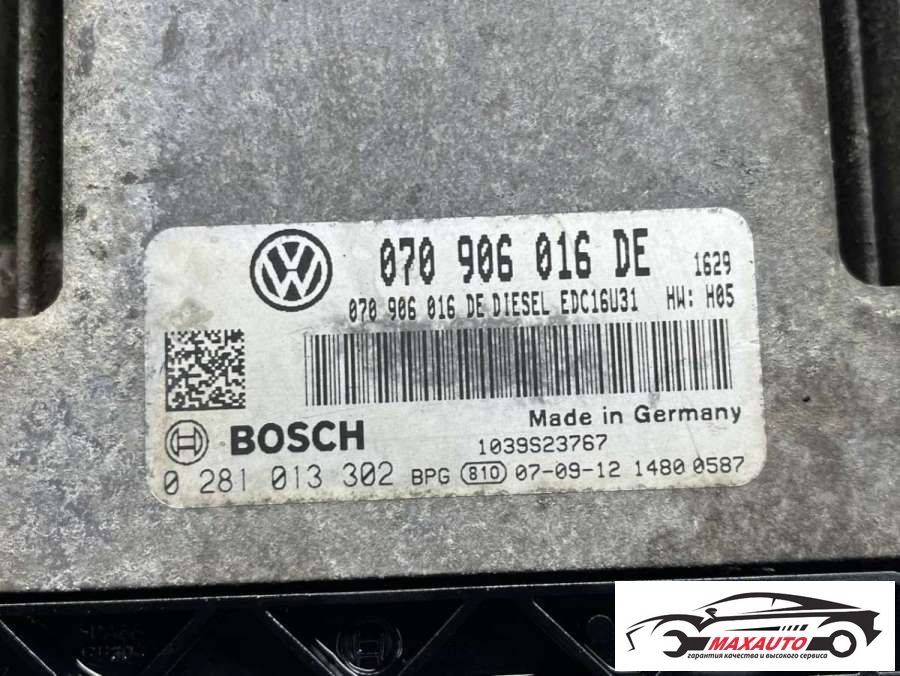 070 906 016 DE 1629
070 906 016 DE DIESEL EDC16U31 HW: H05
Made in Germany
BOSCH
1039S23767
0 281 013 302 BPG 810 07-09-12 1480 0587
MAXAUTO
гарантия качества и высокого сервиса